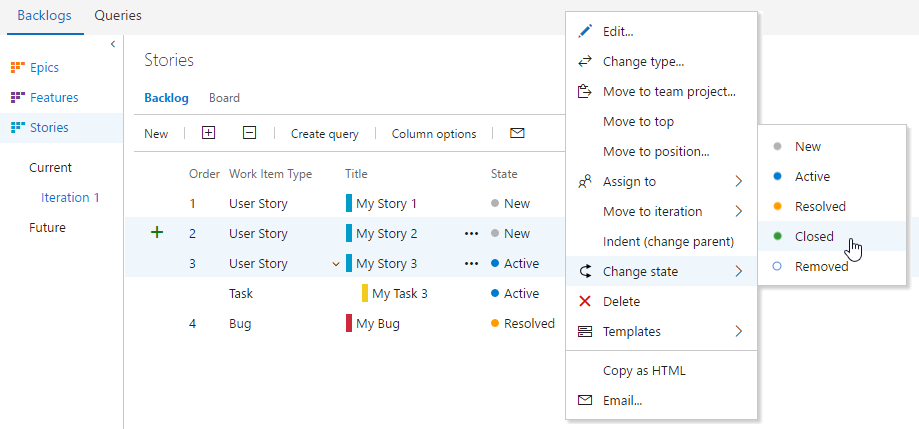 Backlogs Queries
Epics
Features
Stories
Current
Iteration 1
Future
Stories
Backlog Board
New Create query Column options
Order Work Item Type Title State
1 User Story My Story 1 New
2 User Story My Story 2 ••• New
3 User Story My Story 3 ••• Active
Task My Task 3 Active
4 Bug My Bug Resolved
Edit...
Change type...
Move to team project...
Move to top
Move to position...
Assign to
Move to iteration
Indent (change parent)
Change state
Delete
Templates
Copy as HTML
Email...
New
Active
Resolved
Closed
Removed